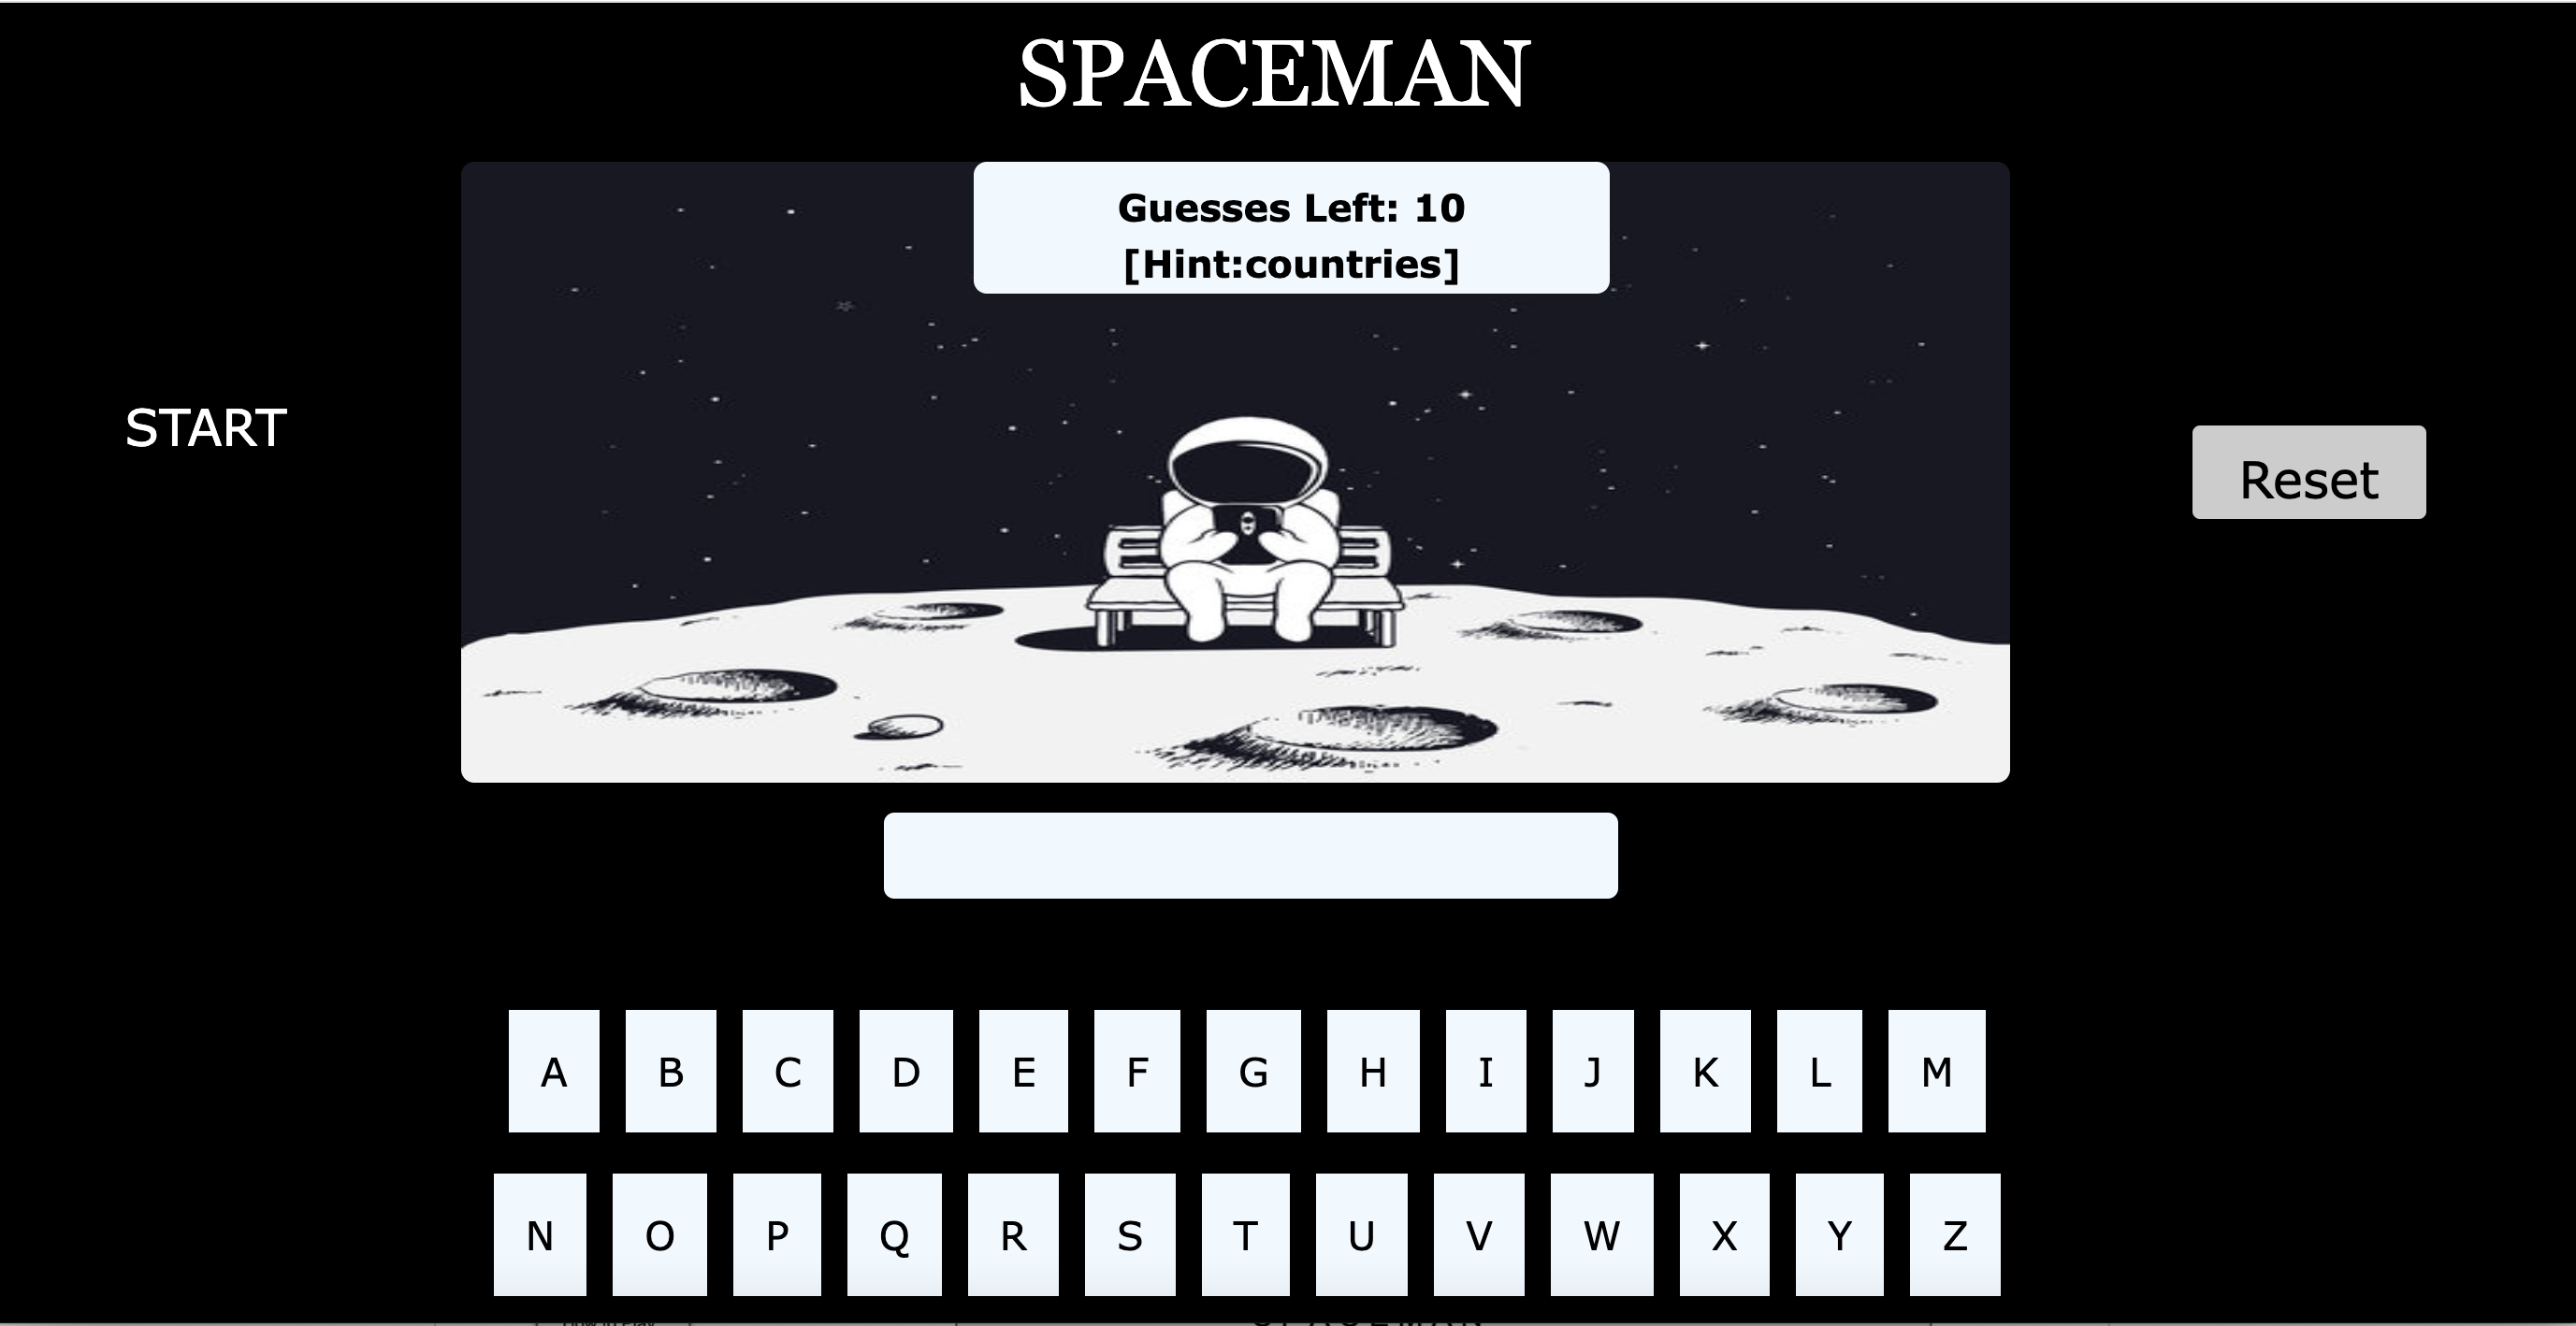 SPACEMAN
Guesses Left: 10
[Hint:countries]
START
Reset
A B C D E F G H I J K L M
N O P Q R S T U V W X Y Z